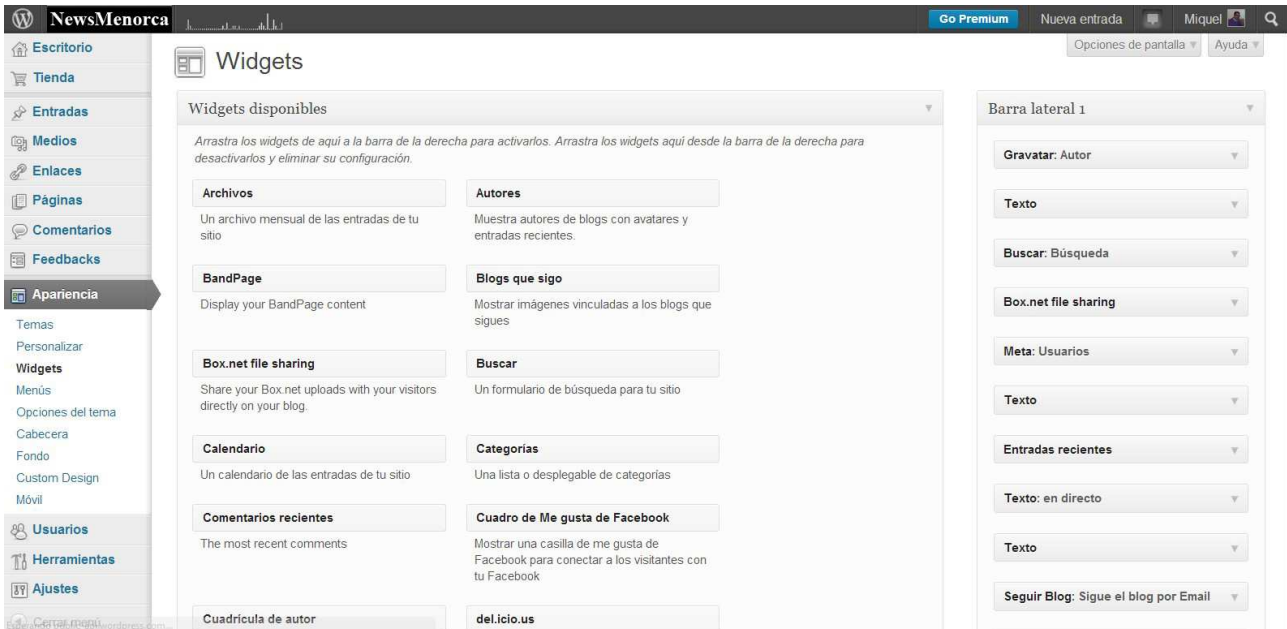 NewsMenorca
Go Premium
Nueva entrada
Miquel
Opciones de pantalla
Ayuda
Escritorio
Tienda
Entradas
Medios
Enlaces
Páginas
Comentarios
Feedbacks
Apariencia
Temas
Personalizar
Widgets
Menús
Opciones del tema
Cabecera
Fondo
Custom Design
Móvil
Usuarios
Herramientas
Ajustes
Cerrar menú
Widgets
Widgets disponibles
Arrastra los widgets de aquí a la barra de la derecha para activarlos. Arrastra los widgets aquí desde la barra de la derecha para
desactivarlos y eliminar su configuración.
Archivos
Un archivo mensual de las entradas de tu
sitio
Autores
Muestra autores de blogs con avatares y
entradas recientes.
BandPage
Display your BandPage content
Blogs que sigo
Mostrar imágenes vinculadas a los blogs que
sigues
Box.net file sharing
Share your Box.net uploads with your visitors
directly on your blog.
Buscar
Un formulario de búsqueda para tu sitio
Calendario
Un calendario de las entradas de tu sitio
Categorías
Una lista o desplegable de categorías
Comentarios recientes
The most recent comments
Cuadro de Me gusta de Facebook
Mostrar una casilla de me gusta de
Facebook para conectar a los visitantes con
tu Facebook
Cuadrícula de autor
del.icio.us
Barra lateral 1
Gravatar: Autor
Texto
Buscar: Búsqueda
Box.net file sharing
Meta: Usuarios
Texto
Entradas recientes
Texto: en directo
Texto
Seguir Blog: Sigue el blog por Email